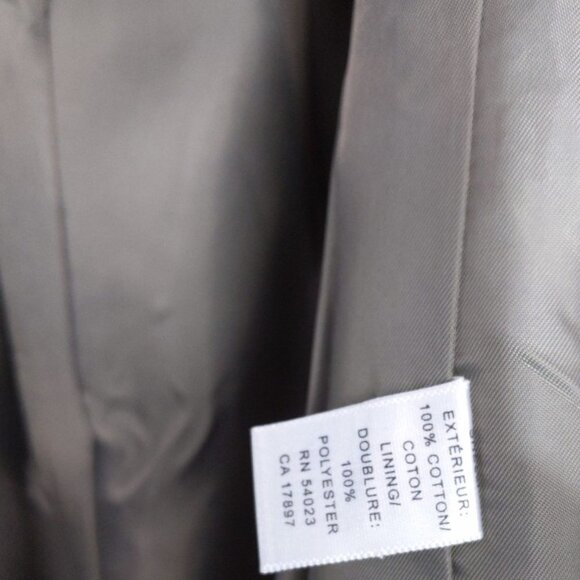 EXTÉRIEUR:
100% COTTON/
COTON
LINING/
DOUBLURE:
100%
POLYESTER
RN 54023
CA 17897